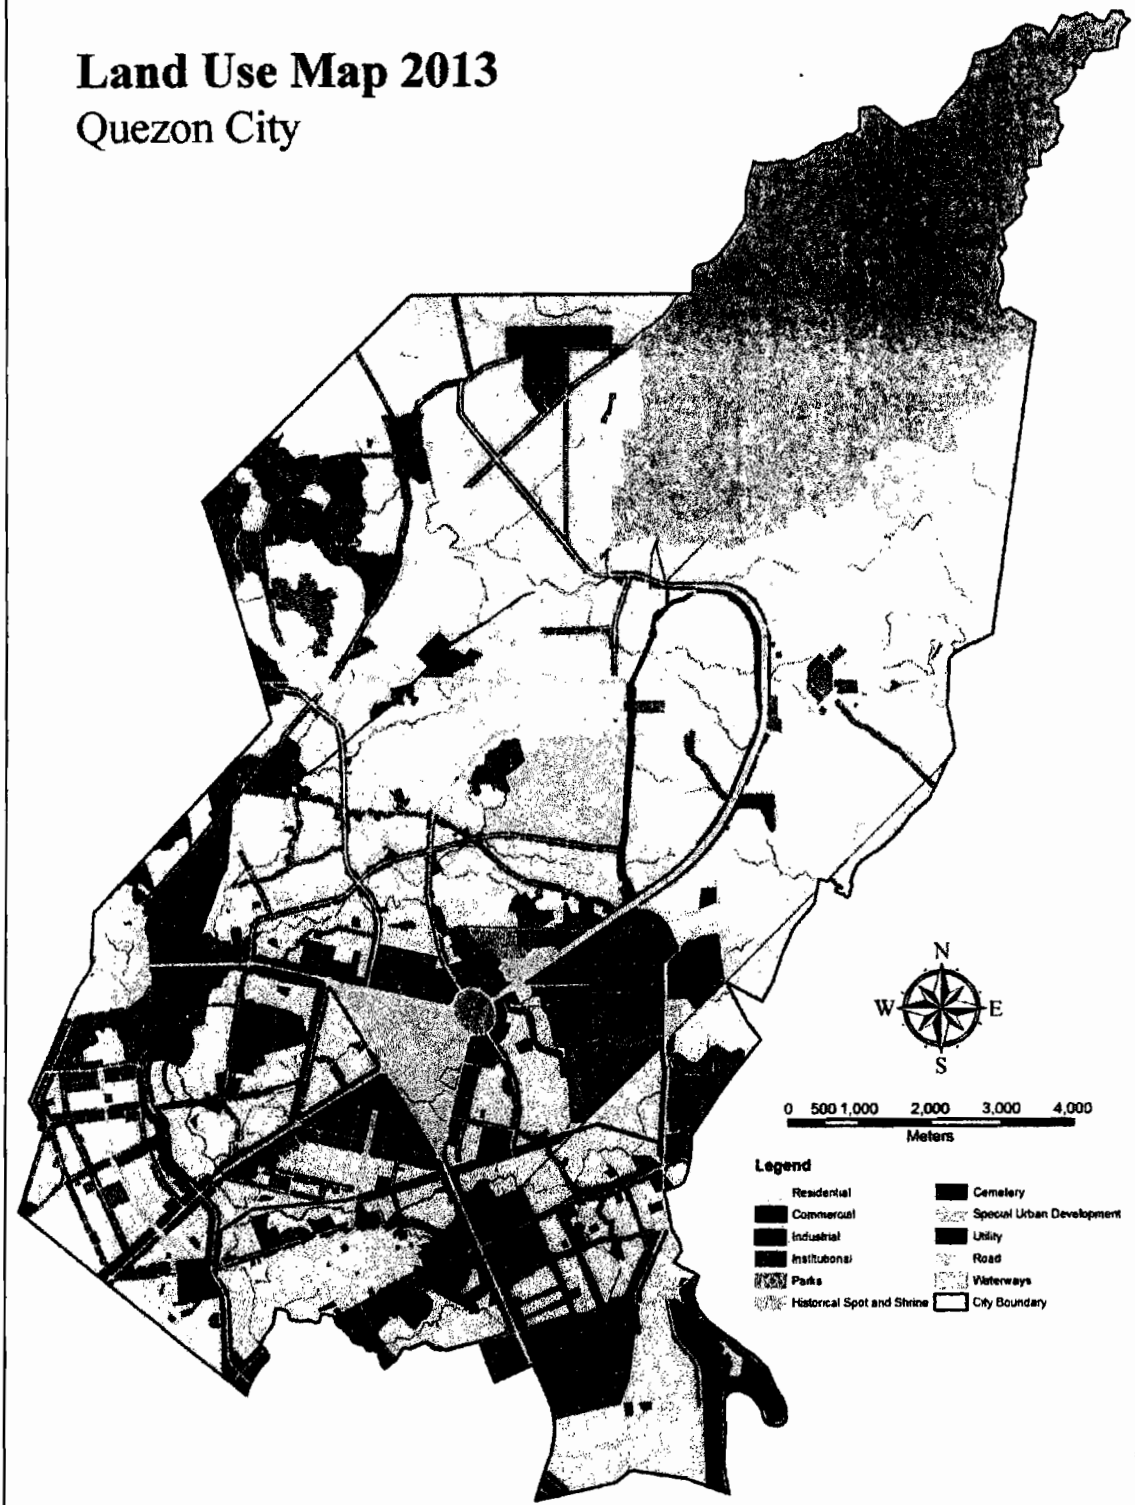 Land Use Map 2013
Quezon City
N
W E
S
0 500 1,000 2,000 3,000 4,000
Meters
Legend
Residential
Commercial
Industrial
Institutional
Parks
Historical Spot and Shrine
Cemetery
Special Urban Development
Utility
Road
Waterways
City Boundary